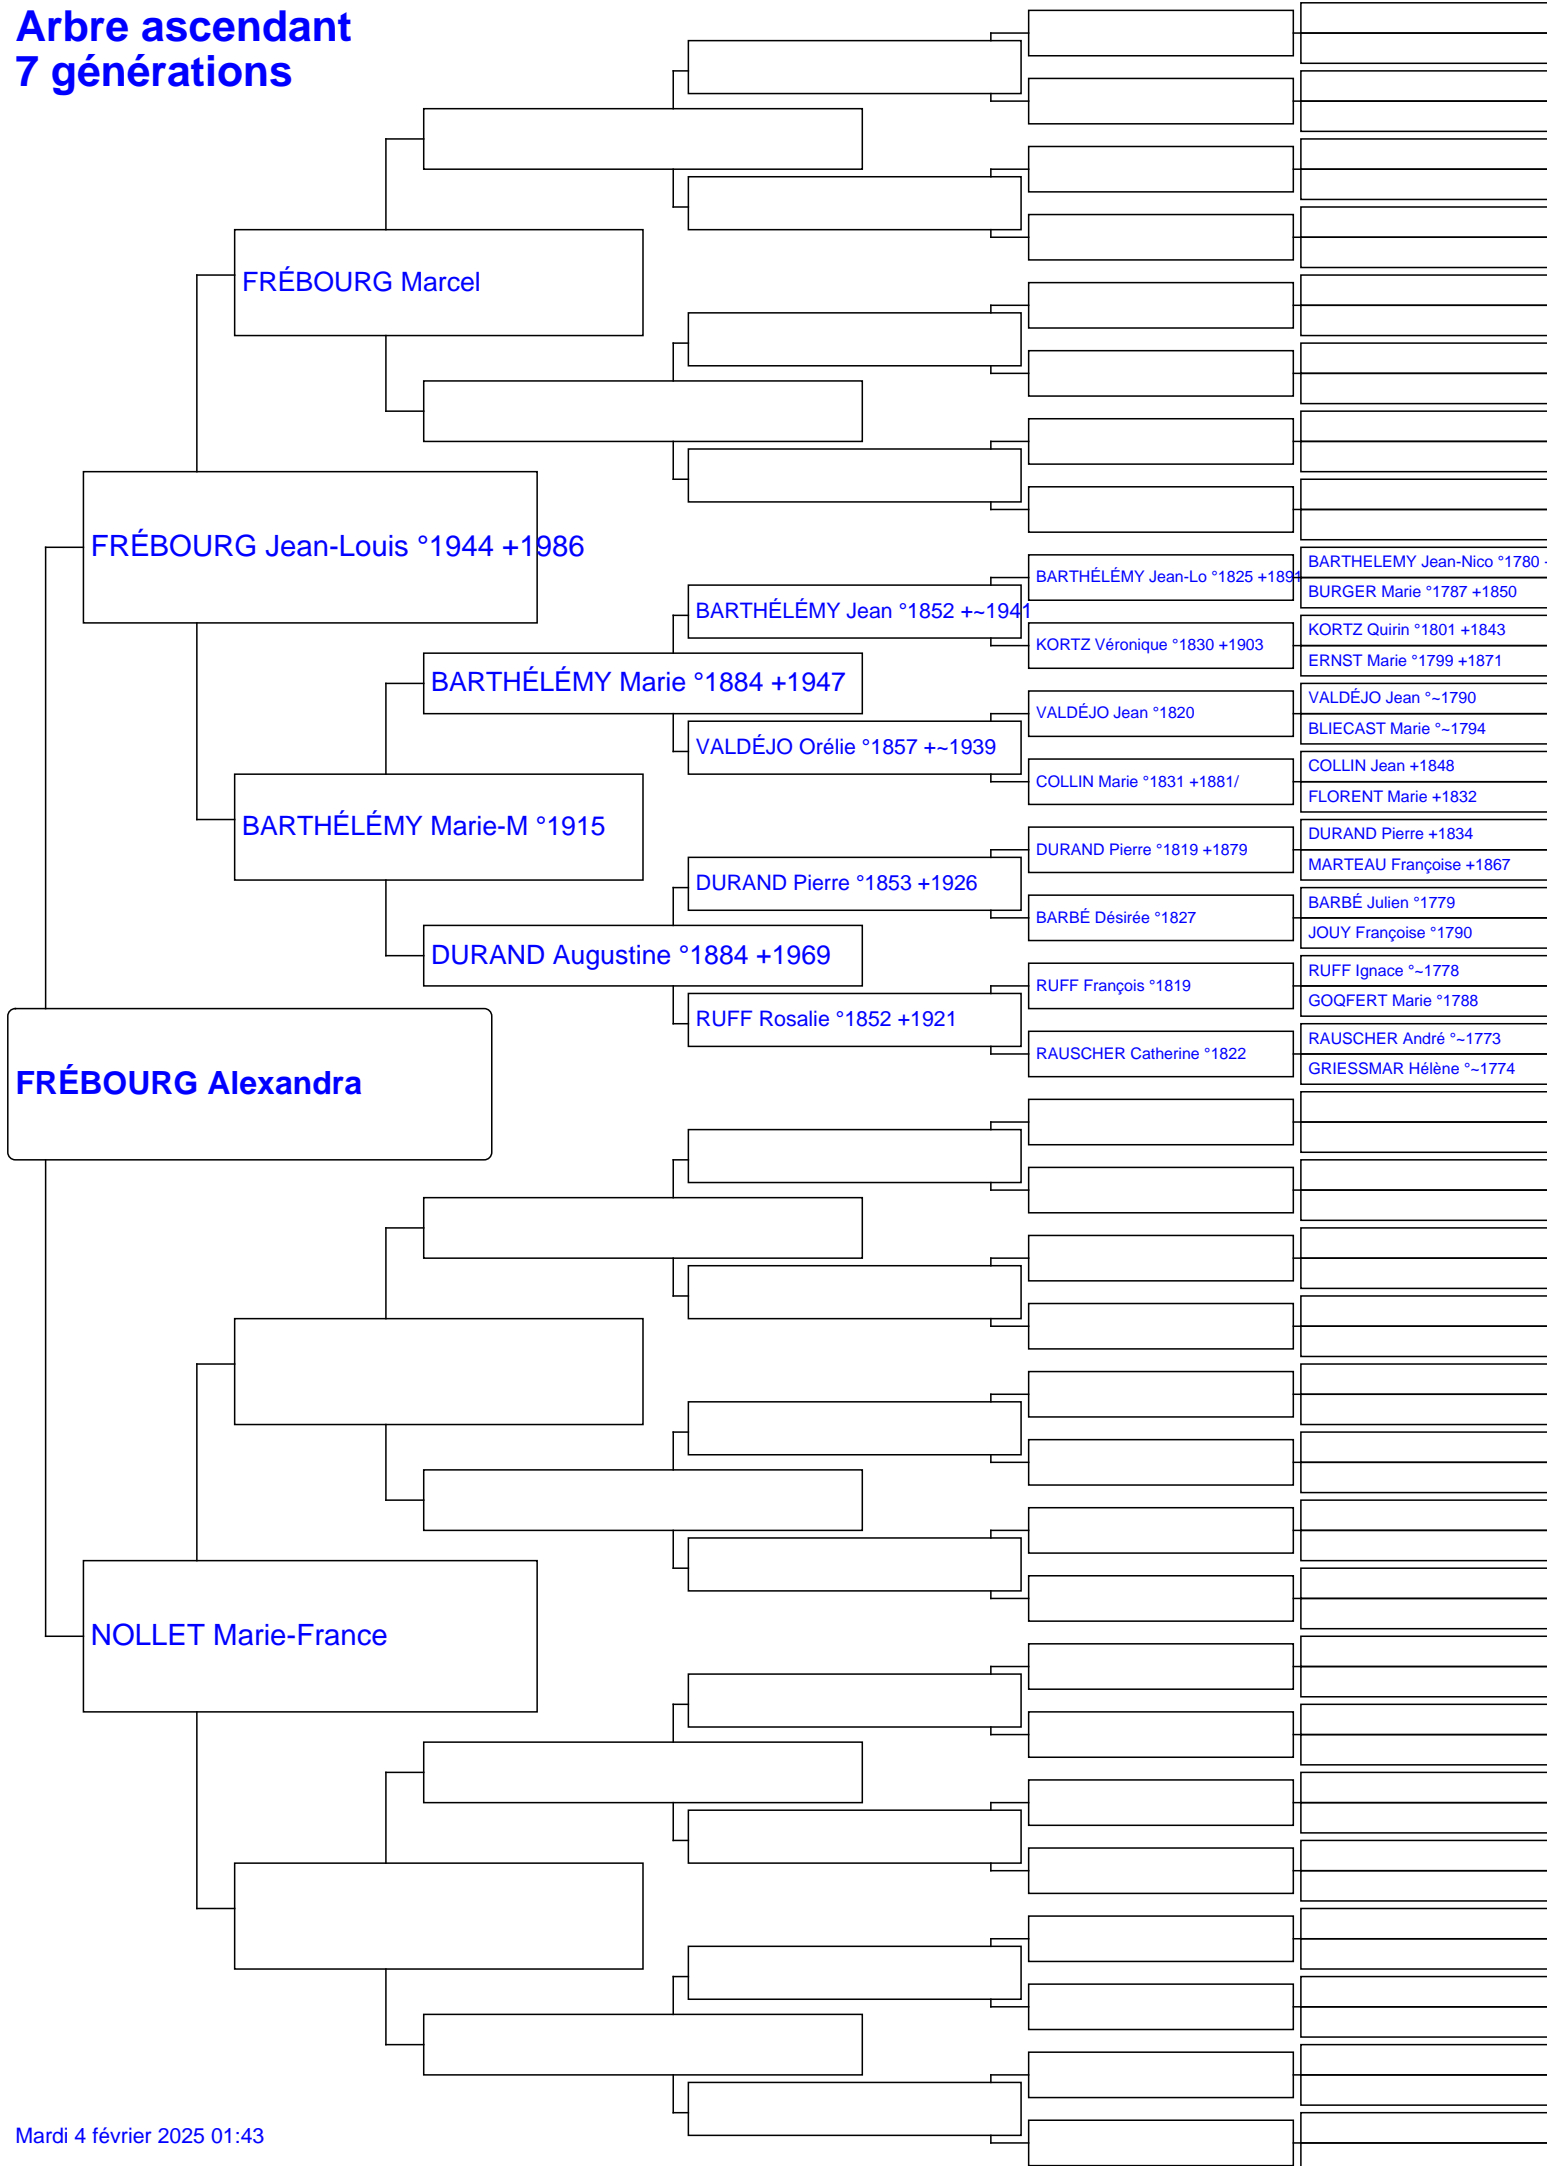 Arbre ascendant
7 générations
FRÉBOURG Marcel
FRÉBOURG Jean-Louis °1944 +1986
BARTHÉLÉMY Jean-Lo °1825 +1891
BARTHELEMY Jean-Nico °1780 -
BURGER Marie °1787 +1850
BARTHÉLÉMY Jean °1852 +~1941
KORTZ Véronique °1830 +1903
KORTZ Quirin °1801 +1843
ERNST Marie °1799 +1871
BARTHÉLÉMY Marie °1884 +1947
VALDÉJO Jean °1820
VALDÉJO Jean °~1790
BLIECAST Marie °~1794
VALDÉJO Orélie °1857 +~1939
COLLIN Marie °1831 +1881/
COLLIN Jean +1848
FLORENT Marie +1832
BARTHÉLÉMY Marie-M °1915
DURAND Pierre °1819 +1879
DURAND Pierre +1834
MARTEAU Françoise +1867
DURAND Pierre °1853 +1926
BARBÉ Désirée °1827
BARBÉ Julien °1779
JOUY Françoise °1790
DURAND Augustine °1884 +1969
RUFF François °1819
RUFF Ignace °~1778
GOQFERT Marie °1788
RUFF Rosalie °1852 +1921
RAUSCHER Catherine °1822
RAUSCHER André °~1773
GRIESSMAR Hélène °~1774
FRÉBOURG Alexandra
NOLLET Marie-France
Mardi 4 février 2025 01:43